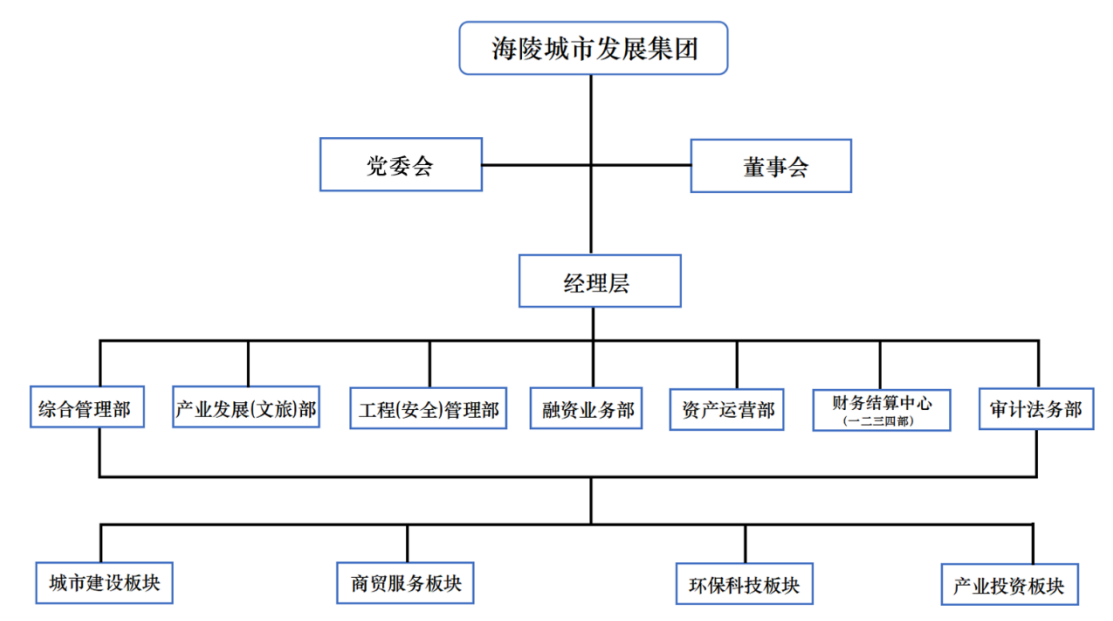 海陵城市发展集团
党委会
董事会
经理层
综合管理部
产业发展(文旅)部
工程(安全)管理部
融资业务部
资产运营部
财务结算中心
(一二三四部)
审计法务部
城市建设板块
商贸服务板块
环保科技板块
产业投资板块